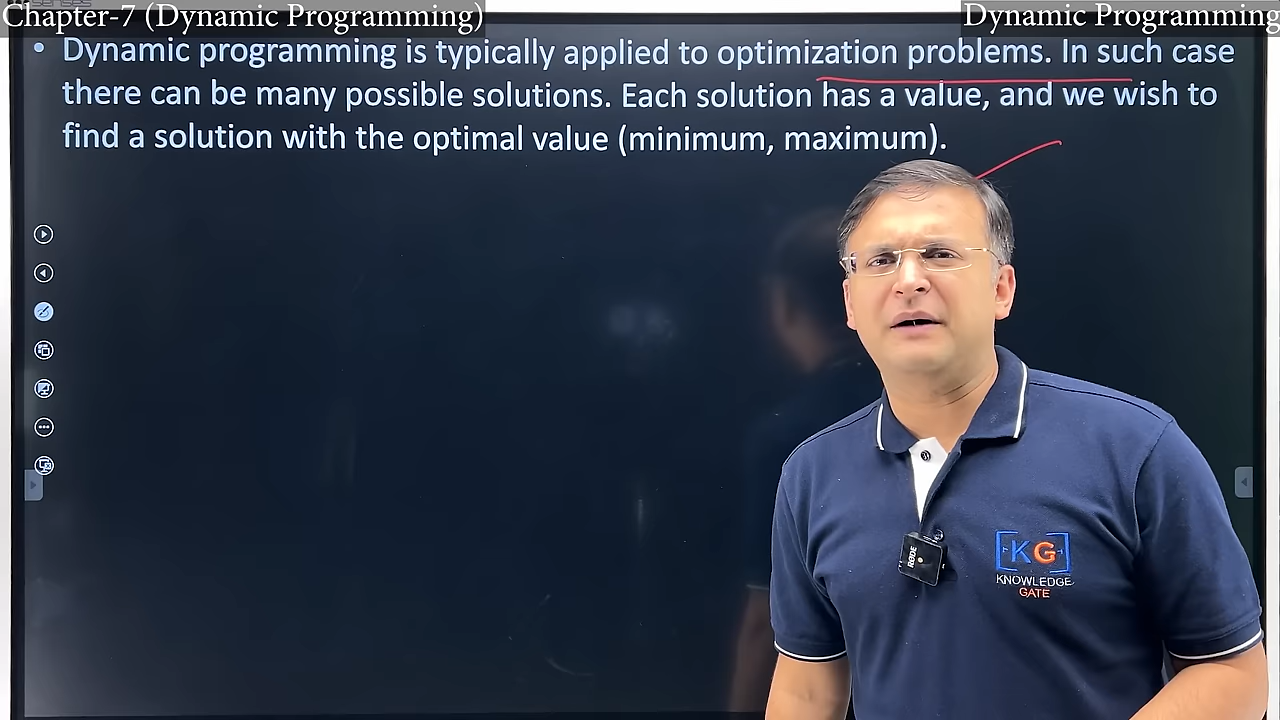 Chapter-7 (Dynamic Programming)
Dynamic Programming
• Dynamic programming is typically applied to optimization problems. In such case
there can be many possible solutions. Each solution has a value, and we wish to
find a solution with the optimal value (minimum, maximum).
RODE
KG
KNOWLEDGE
GATE